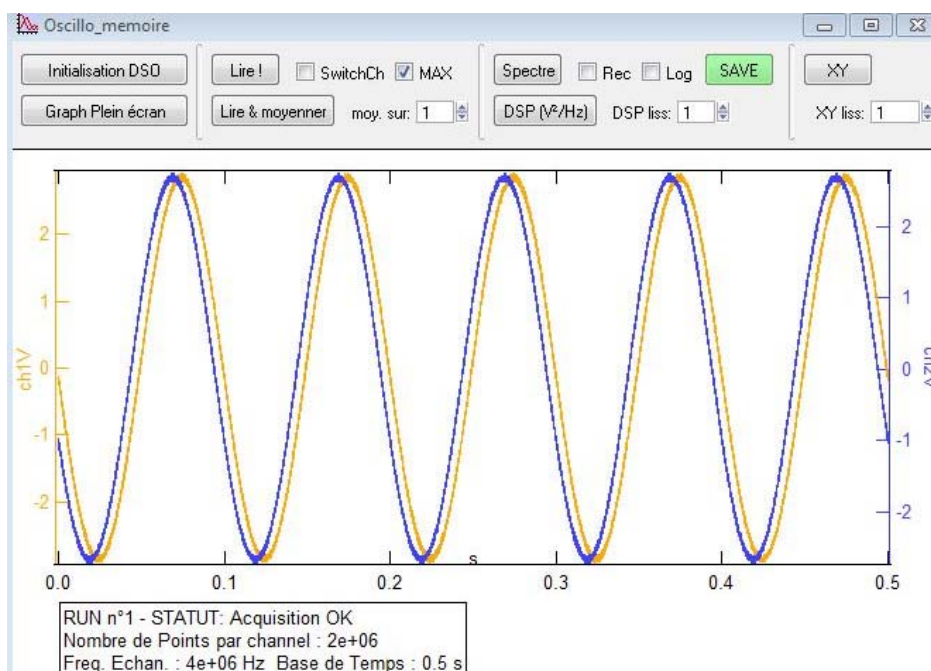 Oscillo_memoire
Initialisation DSO Lire ! SwitchCh MAX Spectre Rec Log SAVE XY
Graph Plein écran Lire & moyenner moy. sur: 1 DSP (V²/Hz) DSP liss: 1 XY liss: 1
2 2
1 1
0 0
-1 -1
-2 -2
ch1V ch2V
s
0.0 0.1 0.2 0.3 0.4 0.5
RUN n°1 - STATUT: Acquisition OK
Nombre de Points par channel : 2e+06
Freq. Echan. : 4e+06 Hz Base de Temps : 0.5 s